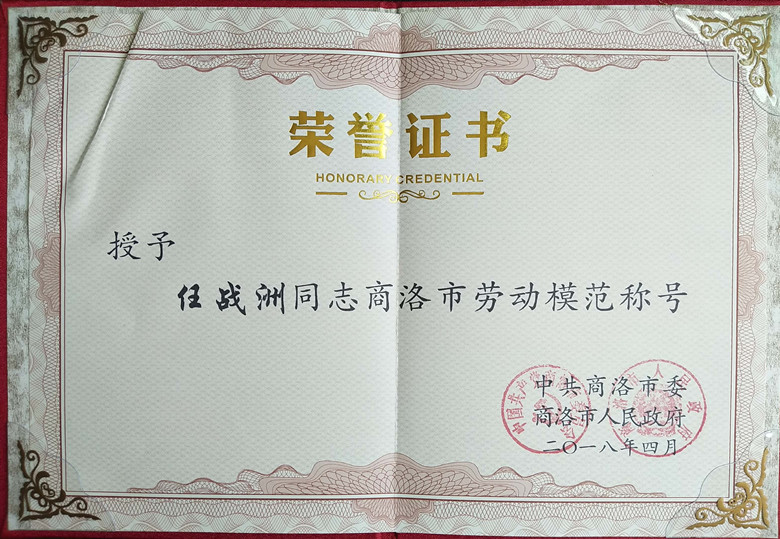 荣誉证书
HONORARY CREDENTIAL
授予
任战洲同志商洛市劳动模范称号
中共商洛市委
商洛市人民政府
二〇一八年四月